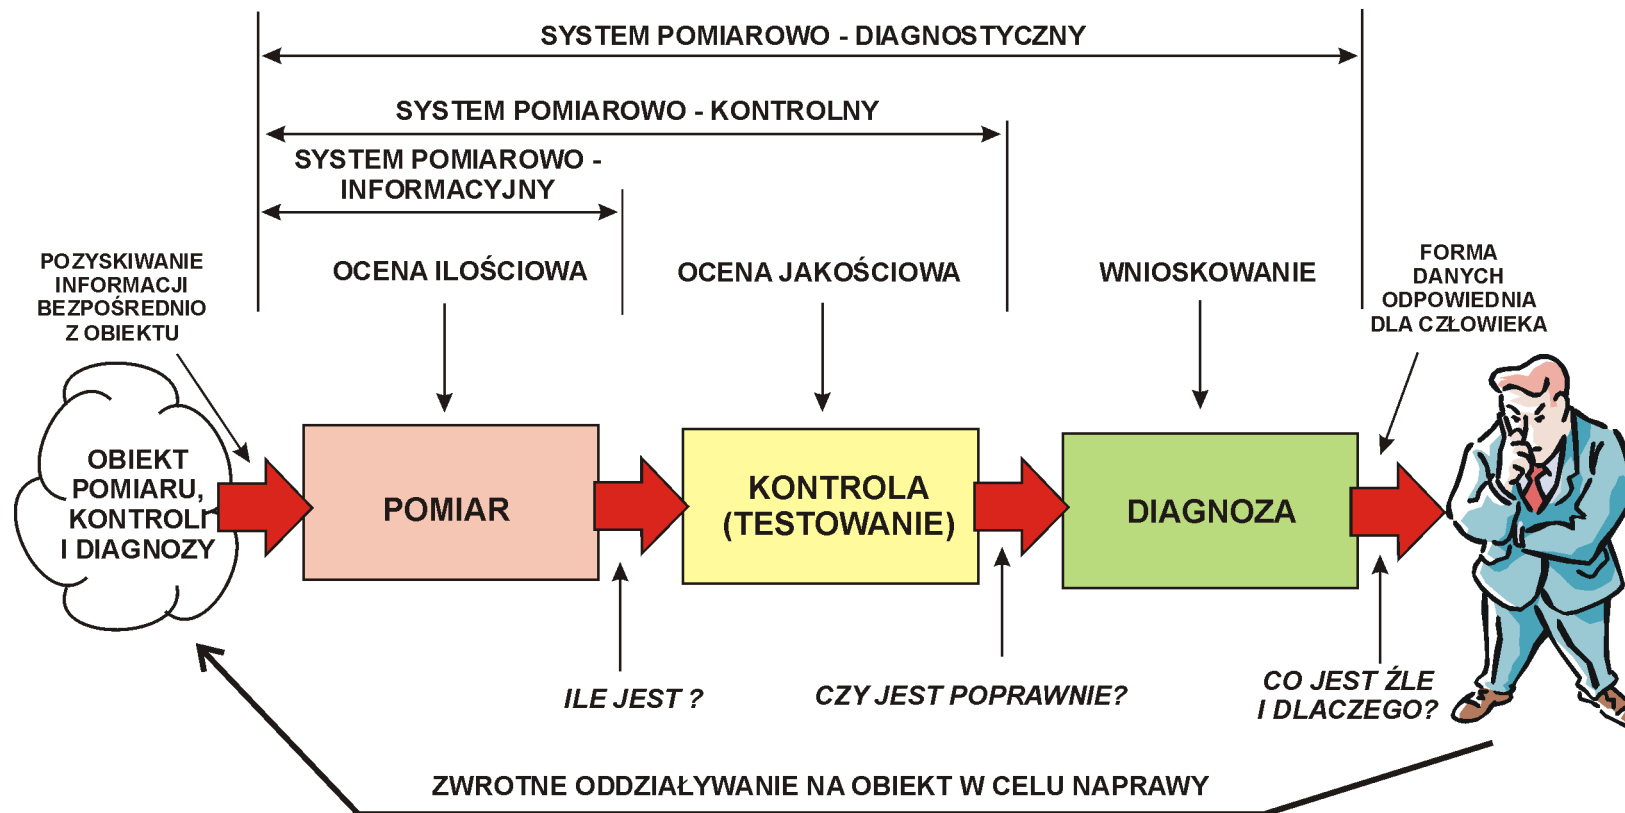 SYSTEM POMIAROWO - DIAGNOSTYCZNY
SYSTEM POMIAROWO - KONTROLNY
SYSTEM POMIAROWO -
INFORMACYJNY
POZYSKIWANIE
INFORMACJI
BEZPOŚREDNIO
Z OBIEKTU
OCENA ILOŚCIOWA
OCENA JAKOŚCIOWA
WNIOSKOWANIE
FORMA
DANYCH
ODPOWIEDNIA
DLA CZŁOWIEKA
OBIEKT
POMIARU,
KONTROLI
I DIAGNOZY
POMIAR
KONTROLA
(TESTOWANIE)
DIAGNOZA
ILE JEST ?
CZY JEST POPRAWNIE?
CO JEST ŹLE
I DLACZEGO?
ZWROTNE ODDZIAŁYWANIE NA OBIEKT W CELU NAPRAWY